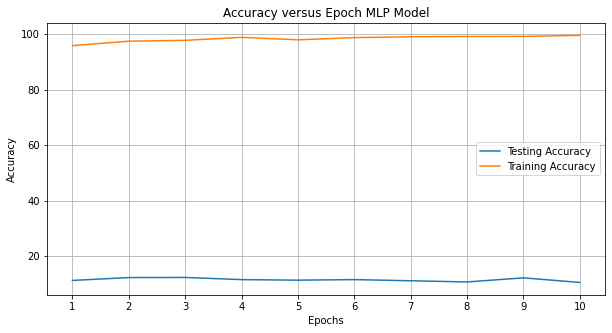 Accuracy versus Epoch MLP Model
100
80
60
40
20
Accuracy
Testing Accuracy
Training Accuracy
1 2 3 4 5 6 7 8 9 10
Epochs